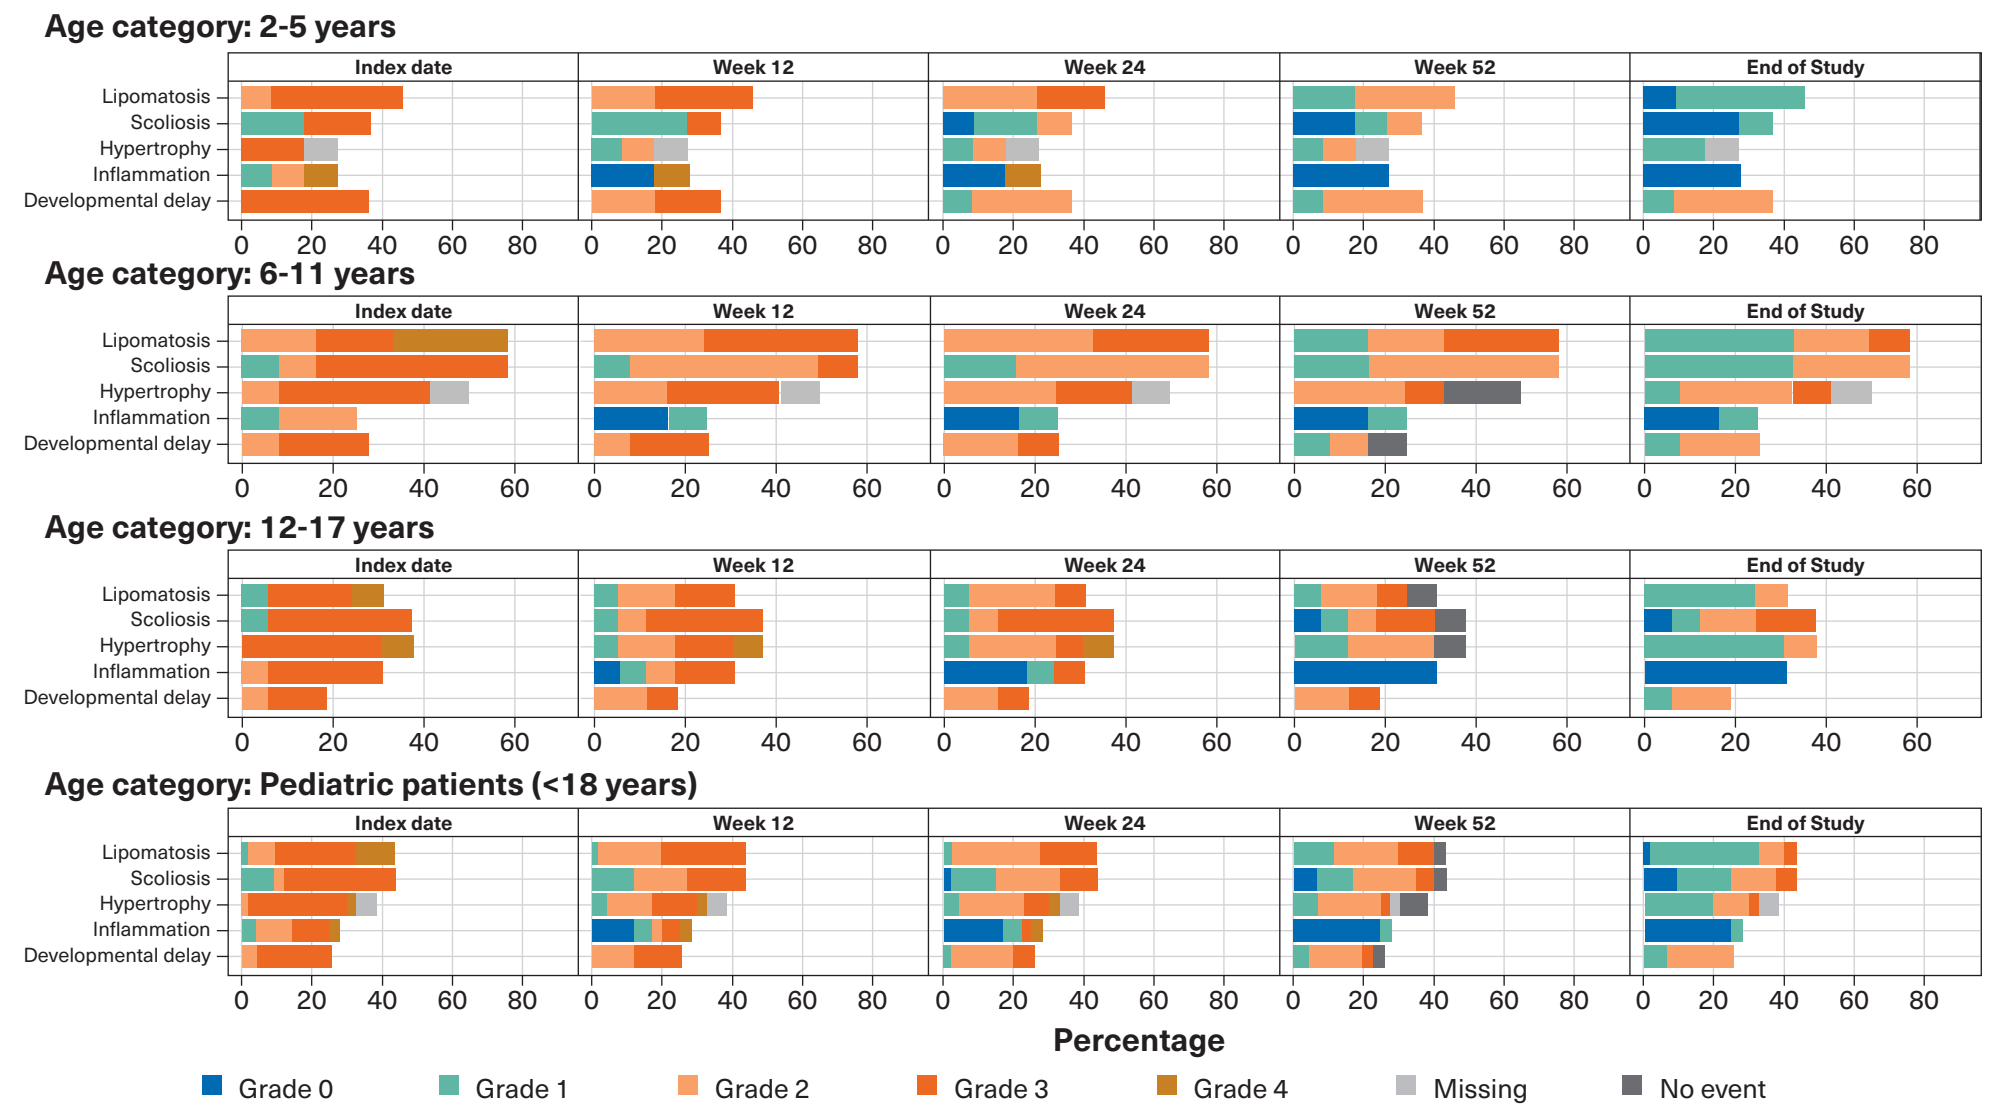 Age category: 2-5 years
Index date Week 12 Week 24 Week 52 End of Study
Lipomatosis
Scoliosis
Hypertrophy
Inflammation
Developmental delay
0 20 40 60 80 0 20 40 60 80 0 20 40 60 80 0 20 40 60 80 0 20 40 60 80
Age category: 6-11 years
Index date Week 12 Week 24 Week 52 End of Study
Lipomatosis
Scoliosis
Hypertrophy
Inflammation
Developmental delay
0 20 40 60 0 20 40 60 0 20 40 60 0 20 40 60 0 20 40 60
Age category: 12-17 years
Index date Week 12 Week 24 Week 52 End of Study
Lipomatosis
Scoliosis
Hypertrophy
Inflammation
Developmental delay
0 20 40 60 0 20 40 60 0 20 40 60 0 20 40 60 0 20 40 60
Age category: Pediatric patients (<18 years)
Index date Week 12 Week 24 Week 52 End of Study
Lipomatosis
Scoliosis
Hypertrophy
Inflammation
Developmental delay
0 20 40 60 80 0 20 40 60 80 0 20 40 60 80 0 20 40 60 80 0 20 40 60 80
Percentage
Grade 0 Grade 1 Grade 2 Grade 3 Grade 4 Missing No event